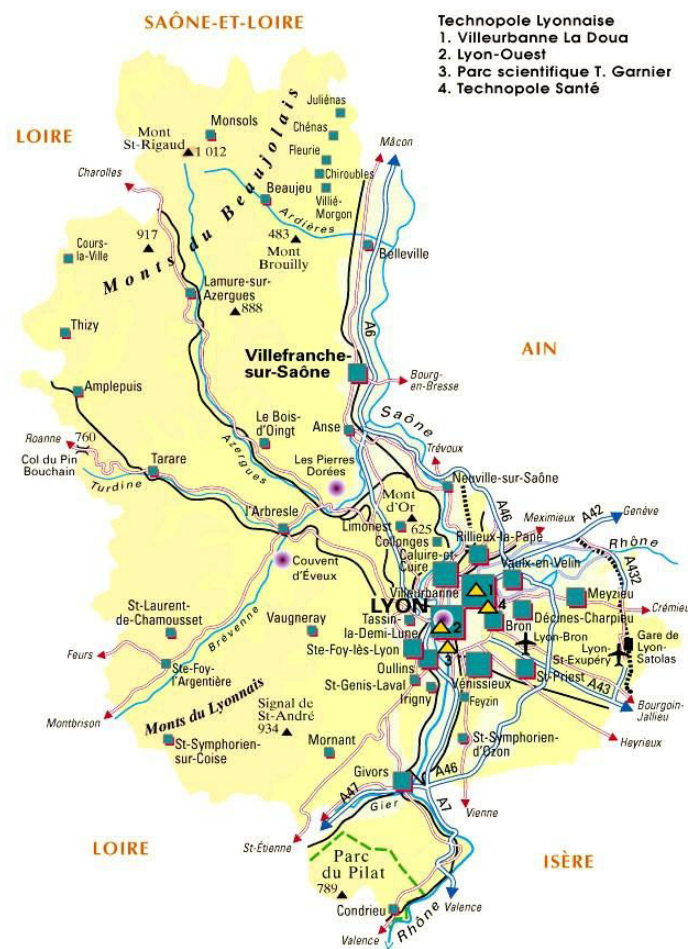 SAÔNE-ET-LOIRE
Technopole Lyonnaise
1. Villeurbanne La Doua
2. Lyon-Ouest
3. Parc scientifique T. Garnier
4. Technopole Santé
LOIRE
Mont
St-Rigaud
1 012
Monsols
Juliénas
Chénas
Fleurie
Chiroubles
Villié-
Morgon
Mâcon
Charolles
Beaujeu
Ardières
Monts du Beaujolais
917
483
Mont
Brouilly
Belleville
Cours-
la-Ville
Lamure-sur-
Azergues
888
Thizy
A6
AIN
Villefranche-
sur-Saône
Bourg-
en-Bresse
Amplepuis
Le Bois-
d'Oingt
Anse
Saône
Trévoux
Roanne
760
Col du Pin
Bouchain
Tarare
Turdine
Azergues
Les Pierres
Dorées
Neuville-sur-Saône
A46
Mont
d'Or
625
Meximieux
A42
Genève
l'Arbresle
Limonest
Collonges
Rillieux-la-Pape
Rhône
Caluire-et
Cuire
Vaulx-en-Velin
A432
Couvent
d'Éveux
Villeurbanne
1
Meyzieu
LYON
4
Crémieu
St-Laurent-
de-Chamousset
Brévenne
Vaugneray
Tassin-
la-Demi-Lune
2
Bron
Décines-Charpieu
Lyon-Bron
Gare de
Lyon-
Satolas
Feurs
Ste-Foy-
l'Argentière
Ste-Foy-lès-Lyon
3
Lyon-
St-Exupéry
Oullins
St-Genis-Laval
Vénissieux
St-Priest
A43
Irigny
Feyzin
Bourgoin-
Jallieu
Montbrison
Monts du Lyonnais
Signal de
St-André
934
St-Symphorien-
sur-Coise
Mornant
St-Symphorien-
d'Ozon
Heyrieux
Givors
A46
A47
Gier
A7
Vienne
LOIRE
St-Étienne
Parc
du Pilat
789
ISÈRE
Condrieu
Valence
Rhône
Valence